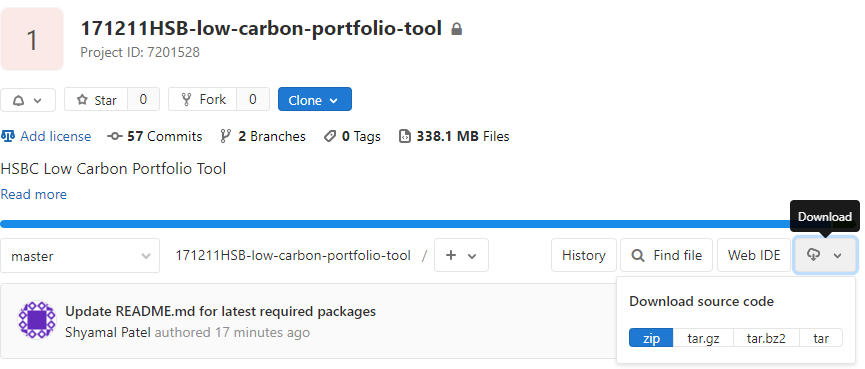 1
171211HSB-low-carbon-portfolio-tool
Project ID: 7201528
Star 0 Fork 0 Clone
Add license 57 Commits 2 Branches 0 Tags 338.1 MB Files
HSBC Low Carbon Portfolio Tool
Read more
Download
master 171211HSB-low-carbon-portfolio-tool / + History Find file Web IDE
Update README.md for latest required packages
Shyamal Patel authored 17 minutes ago
Download source code
zip tar.gz tar.bz2 tar